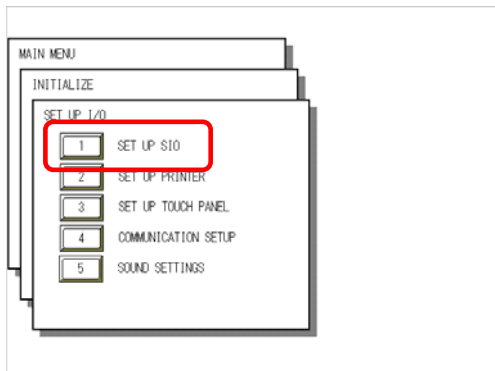 MAIN MENU
INITIALIZE
SET UP I/O
1 SET UP SIO
2 SET UP PRINTER
3 SET UP TOUCH PANEL
4 COMMUNICATION SETUP
5 SOUND SETTINGS